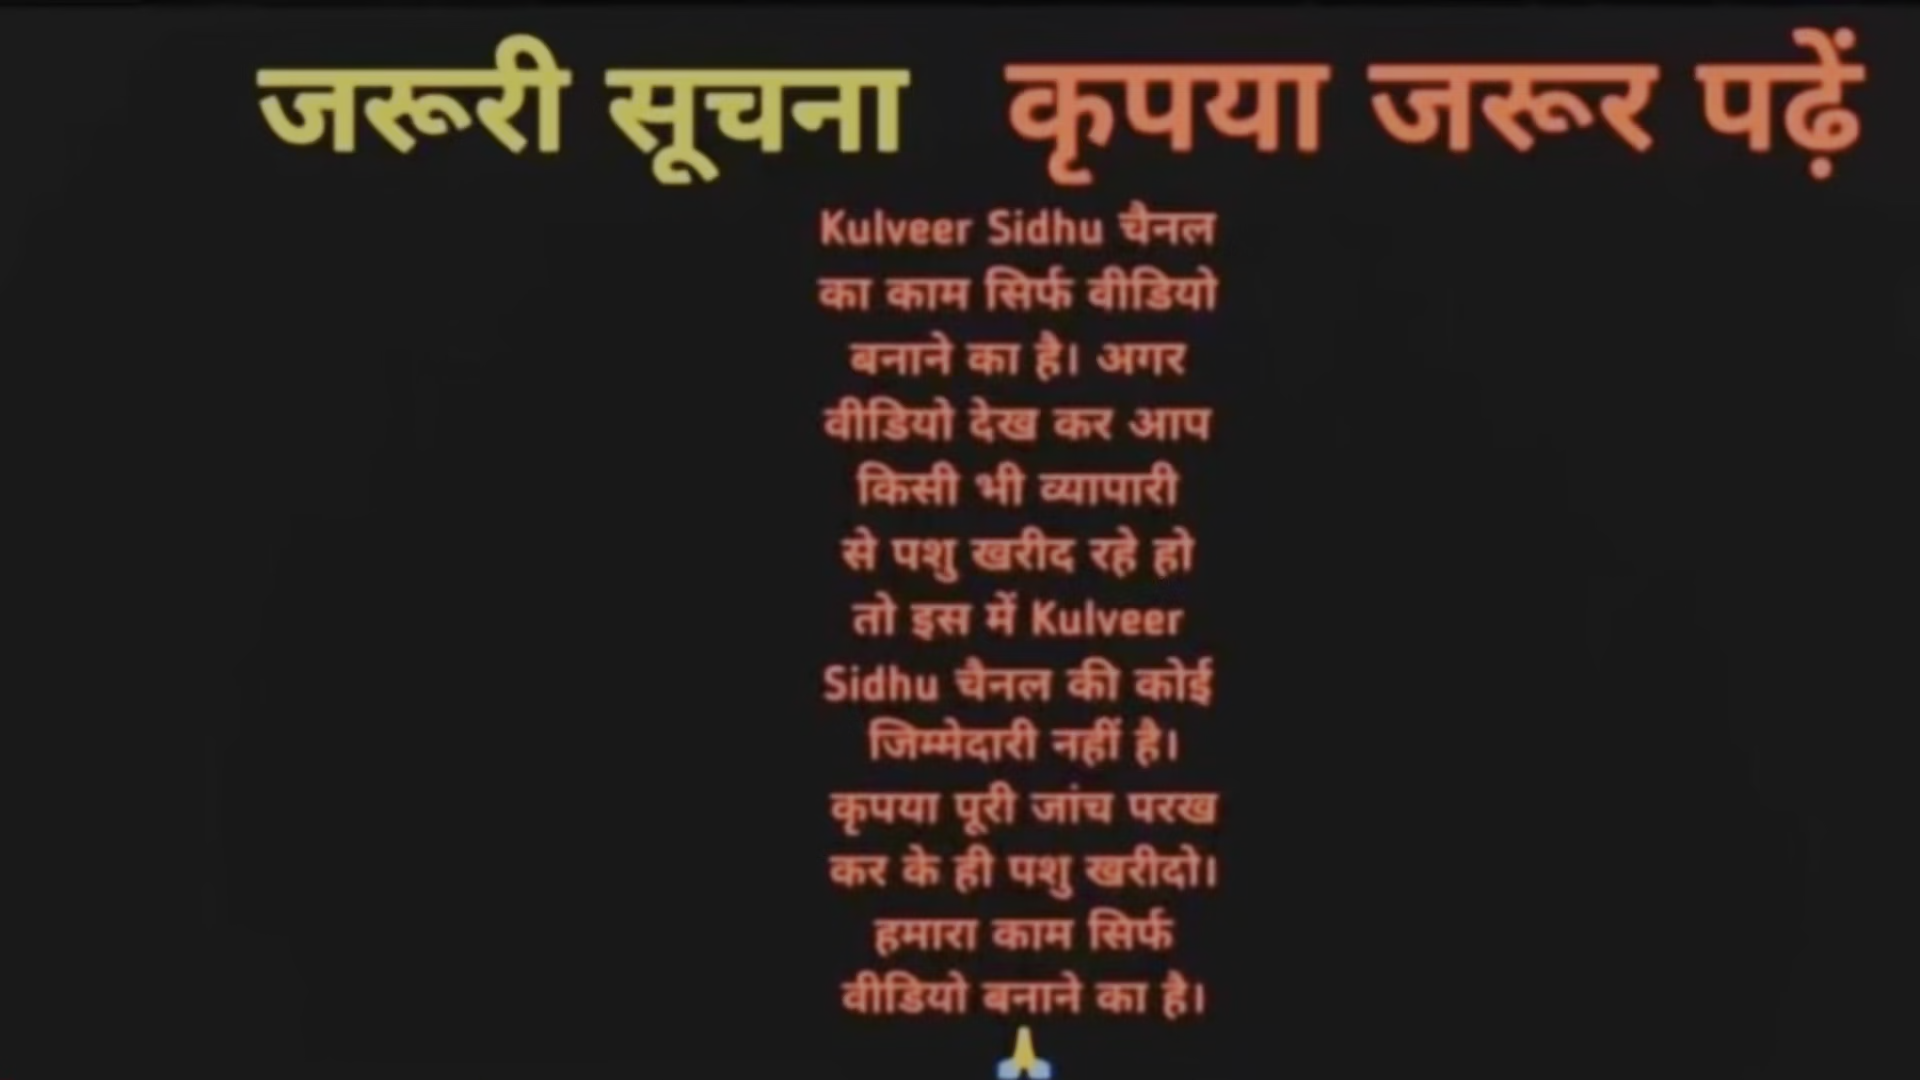 जरूरी सूचना कृपया जरूर पढ़ें
Kulveer Sidhu चैनल
का काम सिर्फ वीडियो
बनाने का है। अगर
वीडियो देख कर आप
किसी भी व्यापारी
से पशु खरीद रहे हो
तो इस में Kulveer
Sidhu चैनल की कोई
जिम्मेदारी नहीं है।
कृपया पूरी जांच परख
कर के ही पशु खरीदो।
हमारा काम सिर्फ
वीडियो बनाने का है।
🙏